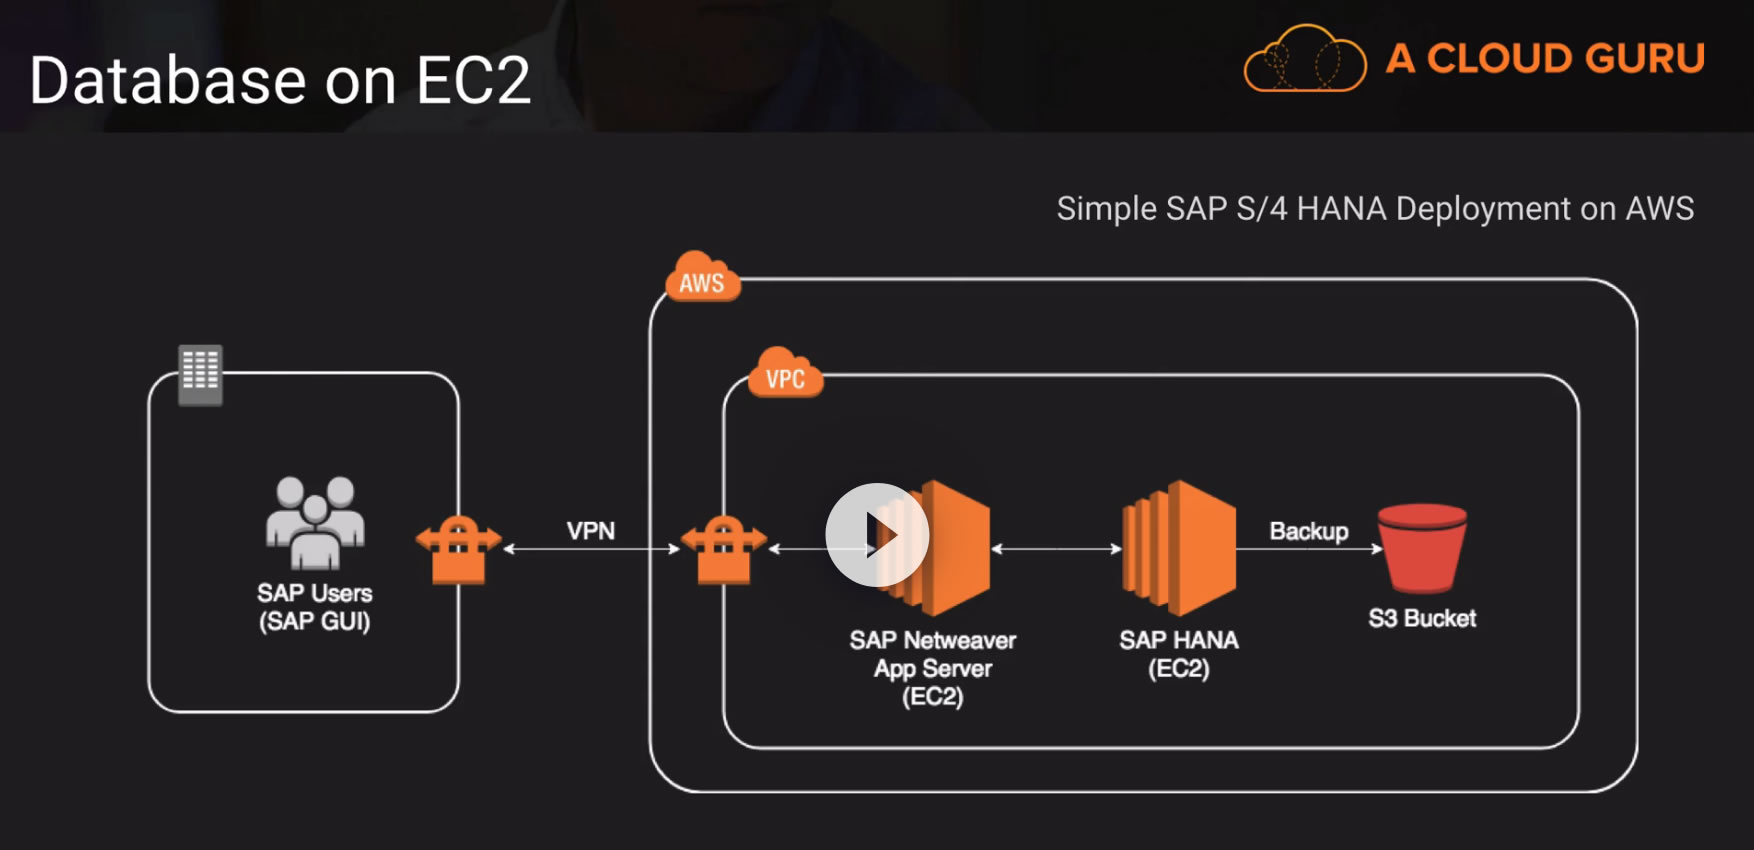 Database on EC2
A CLOUD GURU
Simple SAP S/4 HANA Deployment on AWS
AWS
VPC
VPN
Backup
SAP Users
(SAP GUI)
SAP Netweaver
App Server
(EC2)
SAP HANA
(EC2)
S3 Bucket